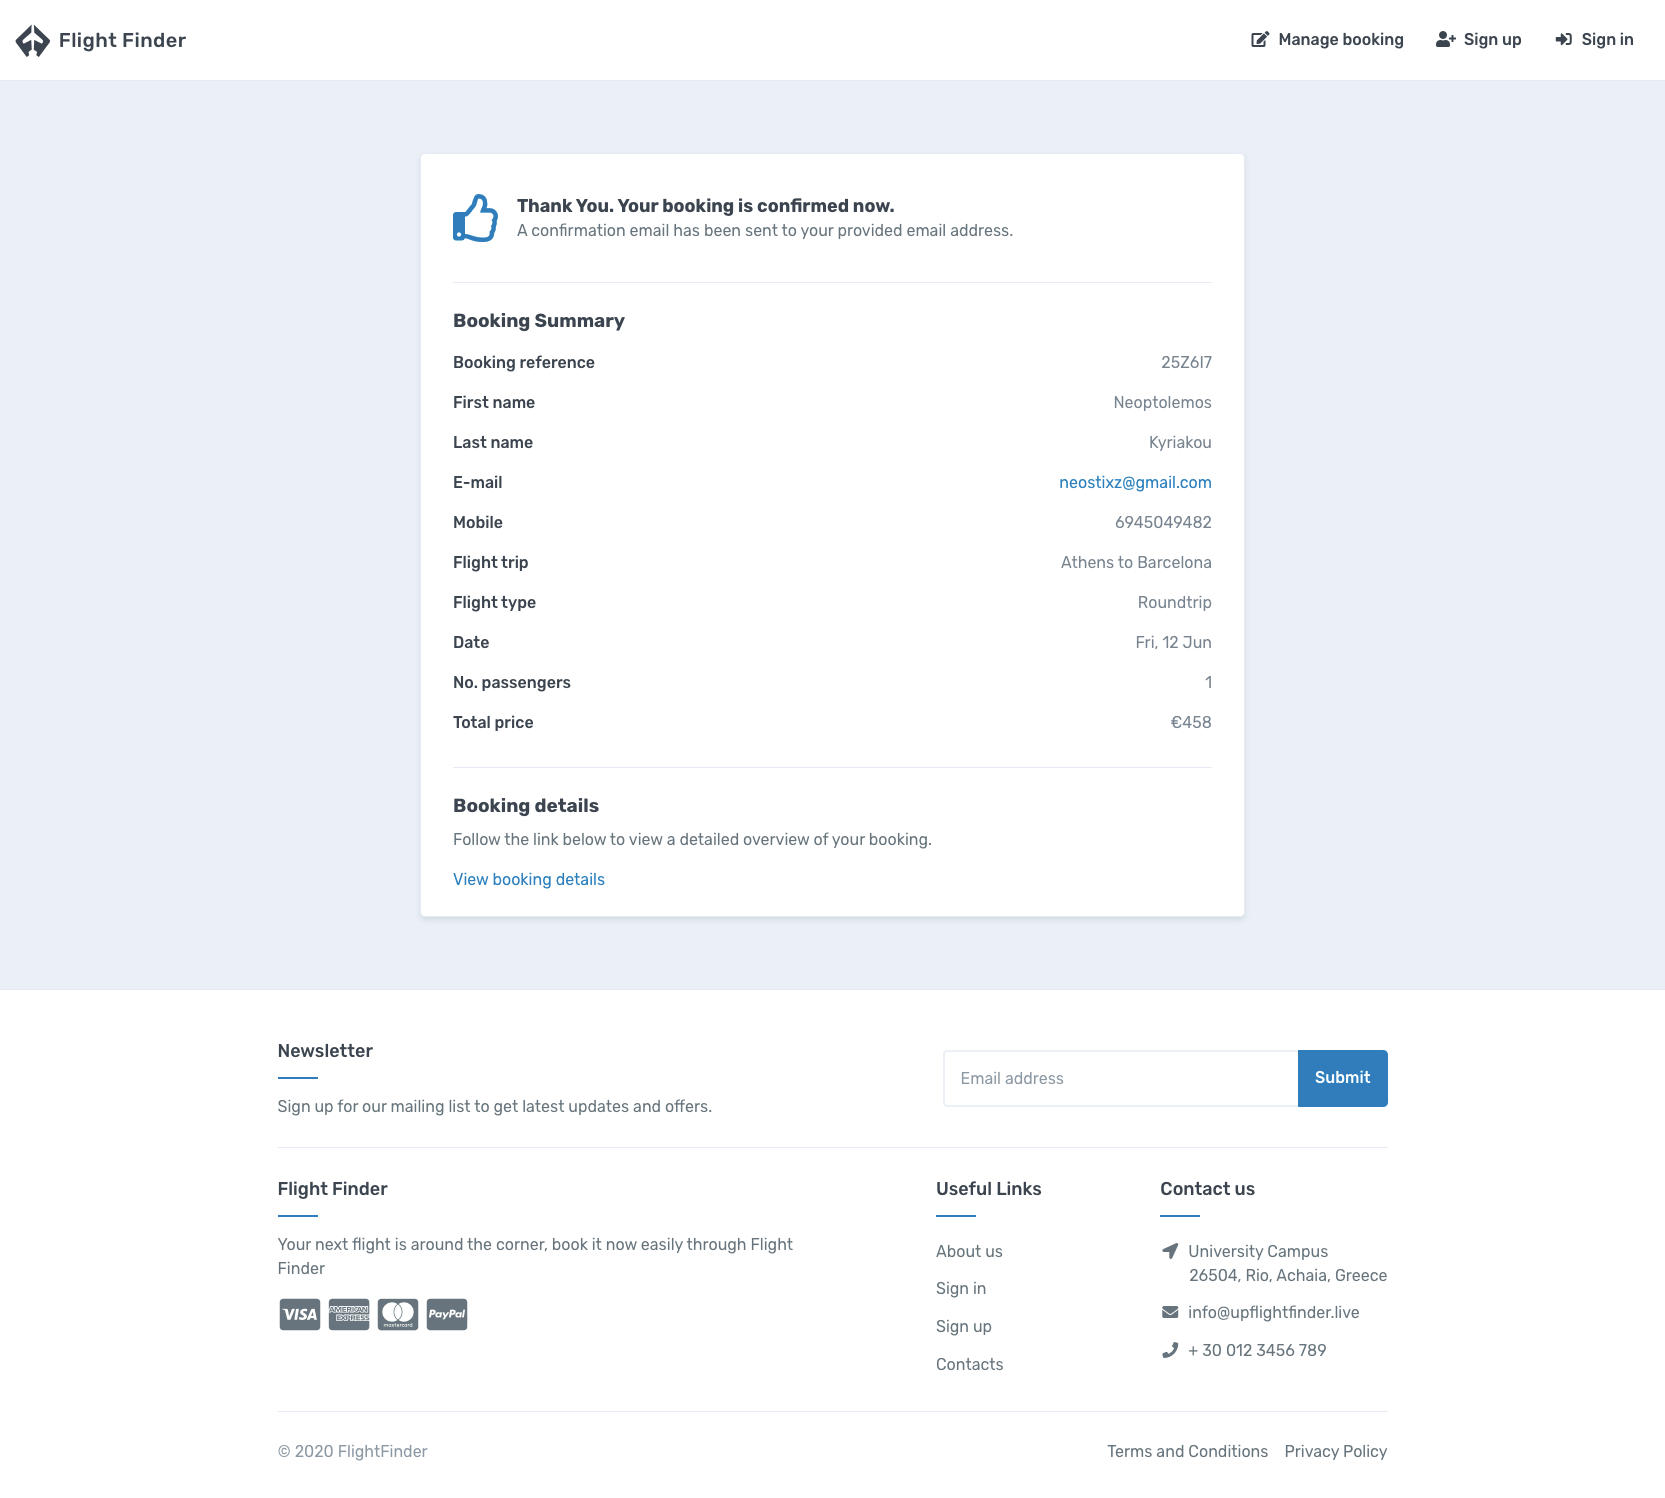 Flight Finder
Manage booking
Sign up
Sign in
Thank You. Your booking is confirmed now.
A confirmation email has been sent to your provided email address.
Booking Summary
Booking reference 25Z6I7
First name Neoptolemos
Last name Kyriakou
E-mail neostixz@gmail.com
Mobile 6945049482
Flight trip Athens to Barcelona
Flight type Roundtrip
Date Fri, 12 Jun
No. passengers 1
Total price €458
Booking details
Follow the link below to view a detailed overview of your booking.
View booking details
Newsletter
Sign up for our mailing list to get latest updates and offers.
Email address
Submit
Flight Finder
Your next flight is around the corner, book it now easily through Flight
Finder
VISA AMERICAN EXPRESS mastercard PayPal
Useful Links
About us
Sign in
Sign up
Contacts
Contact us
University Campus
26504, Rio, Achaia, Greece
info@upflightfinder.live
+ 30 012 3456 789
© 2020 FlightFinder
Terms and Conditions Privacy Policy